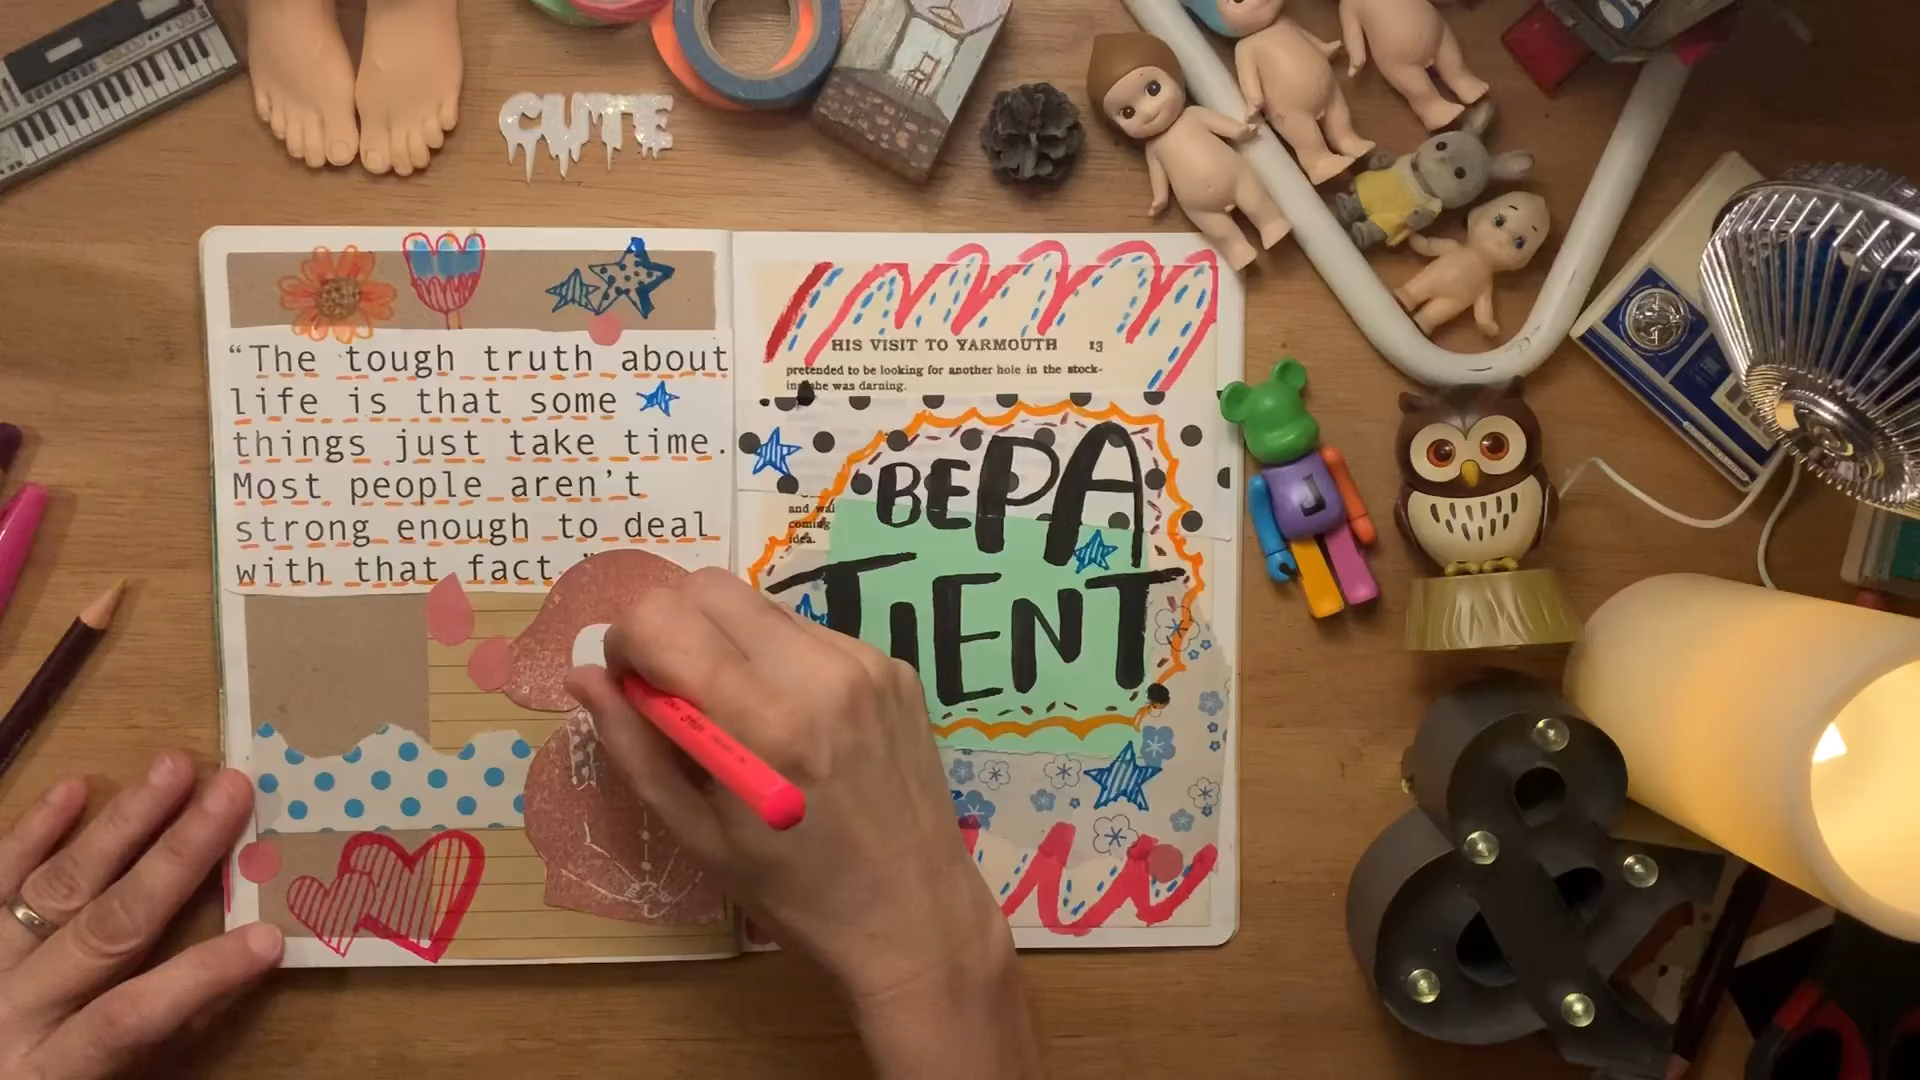 CUTE
“The tough truth about
life is that some
things just take time.
Most people aren’t
strong enough to deal
with that fact.”
HIS VISIT TO YARMOUTH 13
pretended to be looking for another hole in the stock-
she was darning.
and
coming
idea.
BE PA
TIENT
J
&